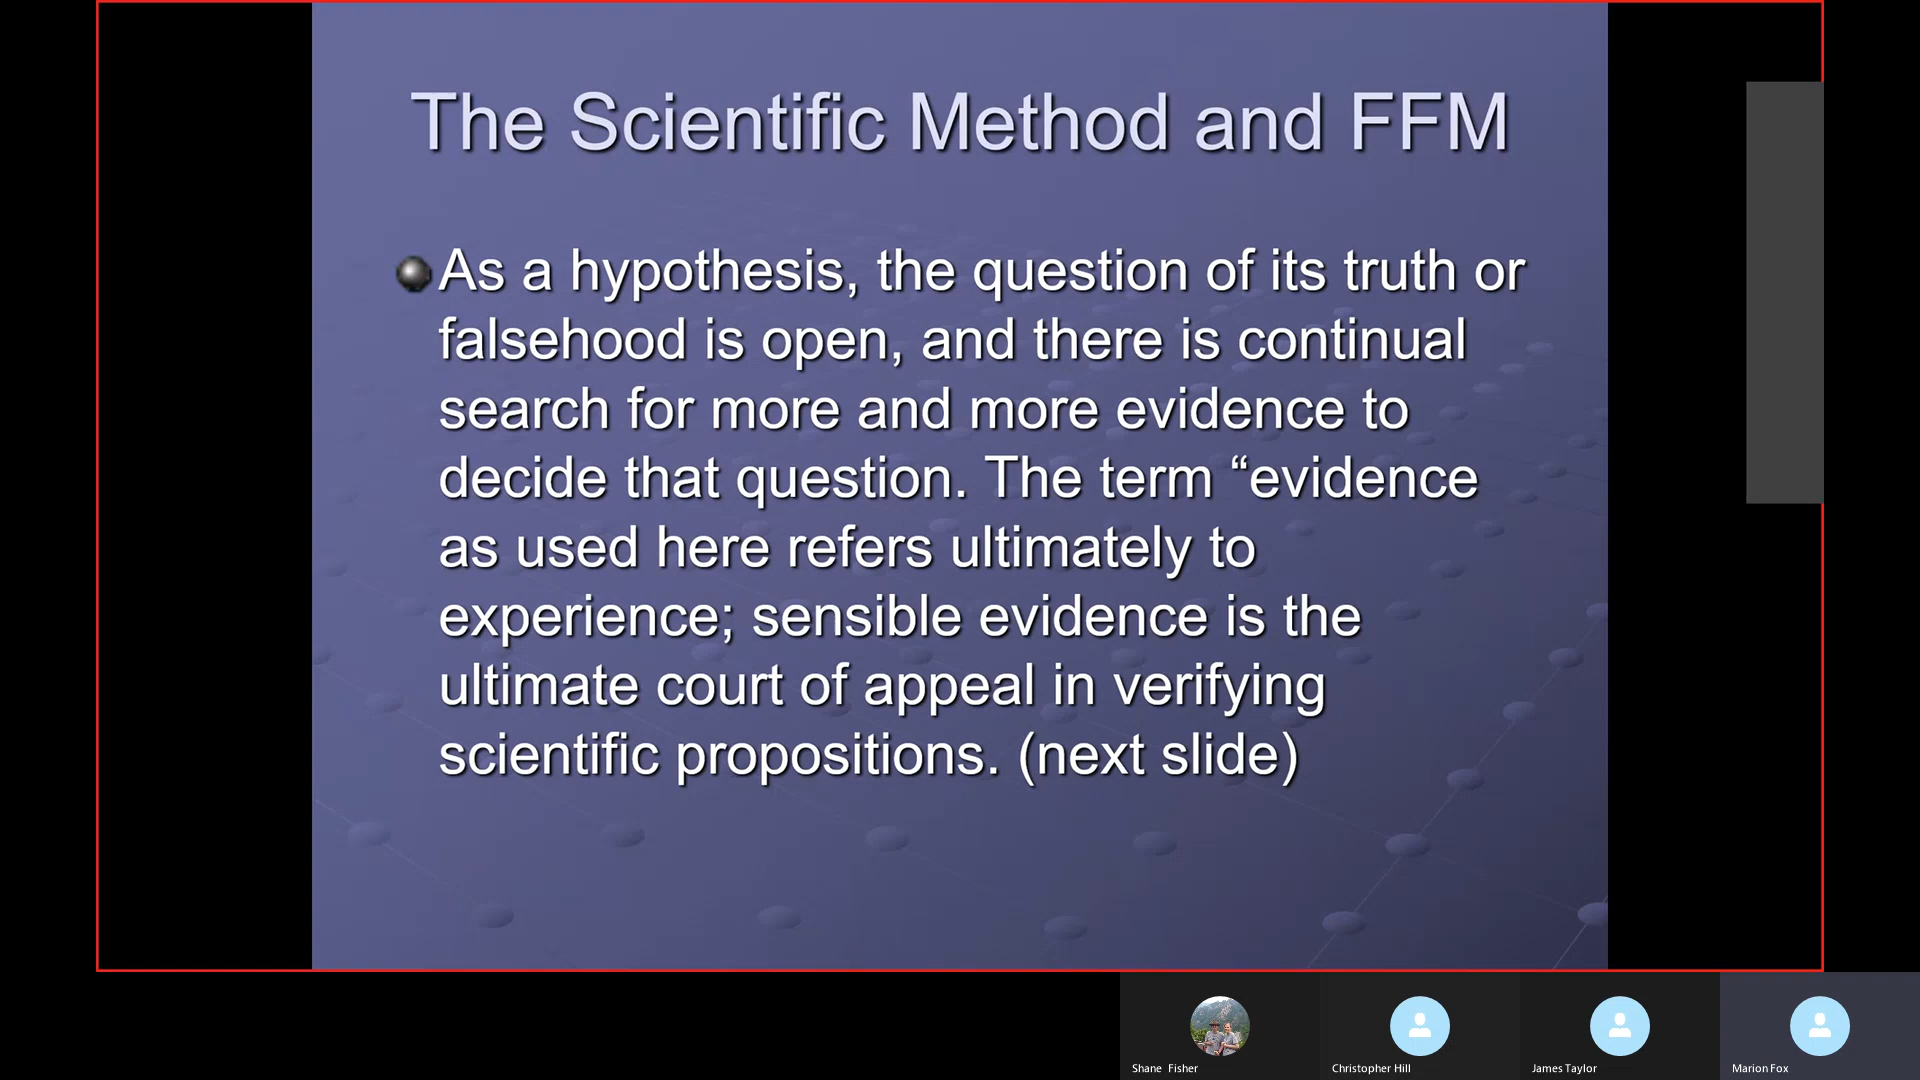 The Scientific Method and FFM
As a hypothesis, the question of its truth or
falsehood is open, and there is continual
search for more and more evidence to
decide that question. The term “evidence
as used here refers ultimately to
experience; sensible evidence is the
ultimate court of appeal in verifying
scientific propositions. (next slide)
Shane Fisher
Christopher Hill
James Taylor
Marion Fox